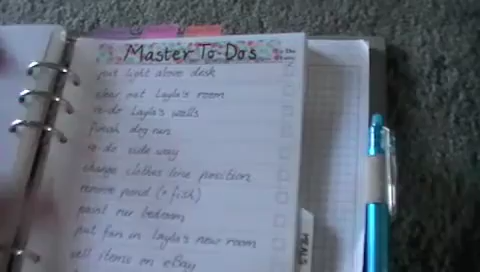 Master To-Do's
put light above desk
clear out Layla's room
re-do Layla's walls
finish dog run
re-do side way
change clothes line position
remove pond (+ fish)
paint our bedroom
put fan in Layla's new room
sell items on eBay
MEALS